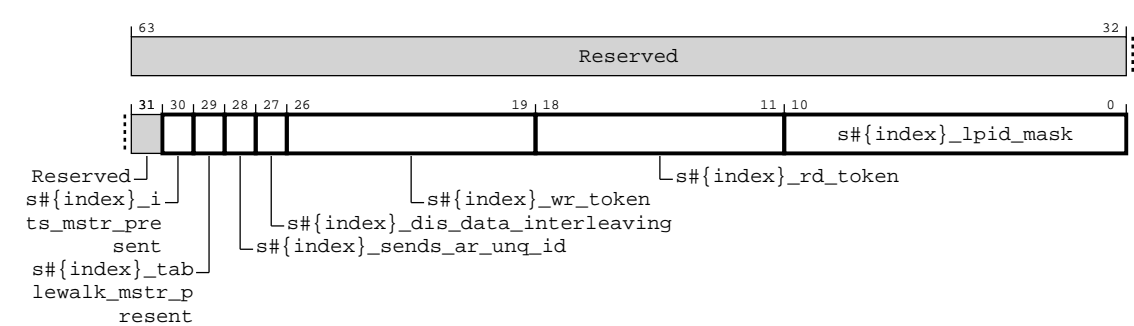 63 32
Reserved
31 30 29 28 27 26 19 18 11 10 0
s#{index}_lpid_mask
Reserved s#{index}_rd_token
s#{index}_i s#{index}_wr_token
ts_mstr_pre s#{index}_dis_data_interleaving
sent s#{index}_sends_ar_unq_id
s#{index}_tab
lewalk_mstr_p
resent